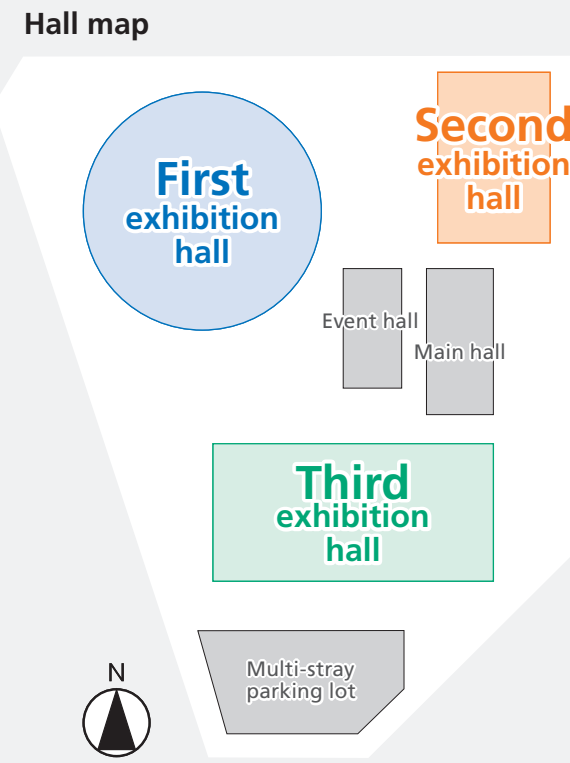 Hall map
First
exhibition
hall
Second
exhibition
hall
Event hall
Main hall
Third
exhibition
hall
Multi-stray
parking lot
N